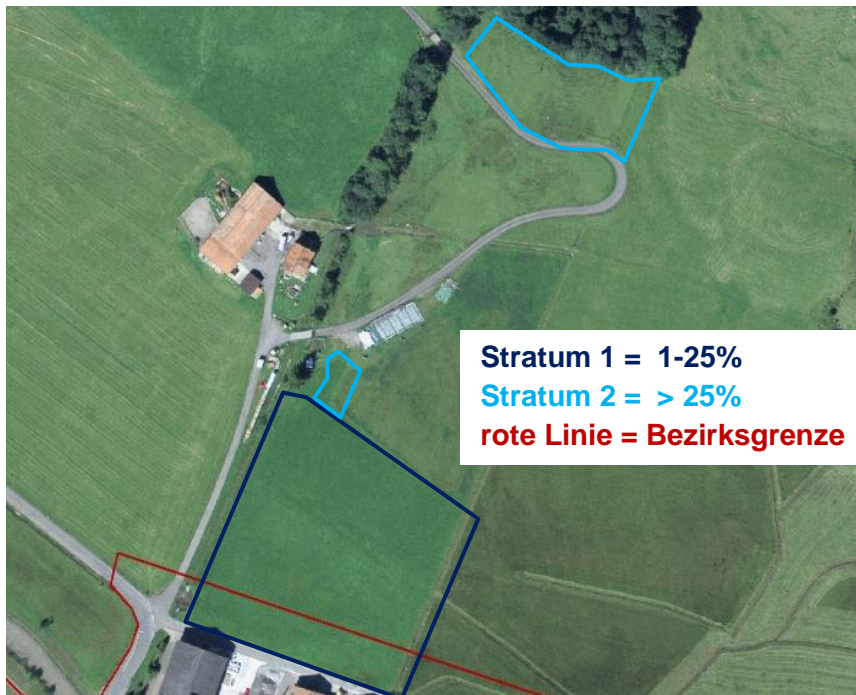 Stratum 1 = 1-25%
Stratum 2 = > 25%
rote Linie = Bezirksgrenze